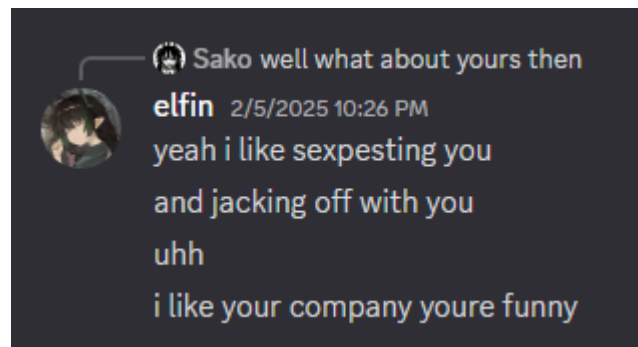 Sako well what about yours then
elfin 2/5/2025 10:26 PM
yeah i like sexpesting you
and jacking off with you
uhh
i like your company youre funny